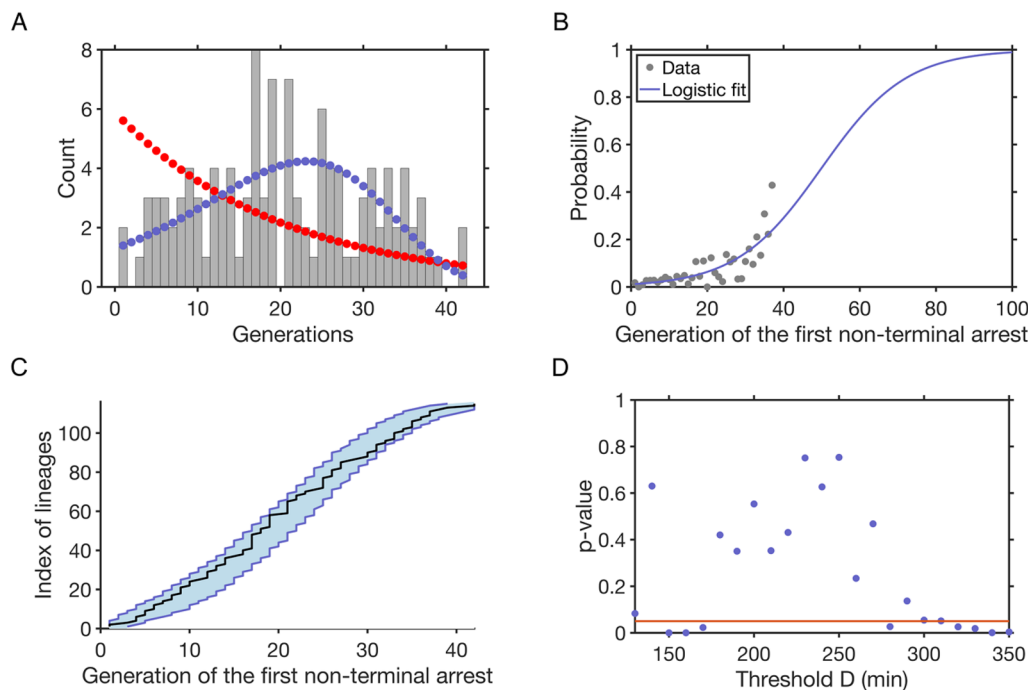 A
8
6
4
2
0
Count
0 10 20 30 40
Generations
B
1
0.8
0.6
0.4
0.2
0
Probability
Data
Logistic fit
0 20 40 60 80 100
Generation of the first non-terminal arrest
C
100
80
60
40
20
0
Index of lineages
0 10 20 30 40
Generation of the first non-terminal arrest
D
1
0.8
0.6
0.4
0.2
0
p-value
150 200 250 300 350
Threshold D (min)